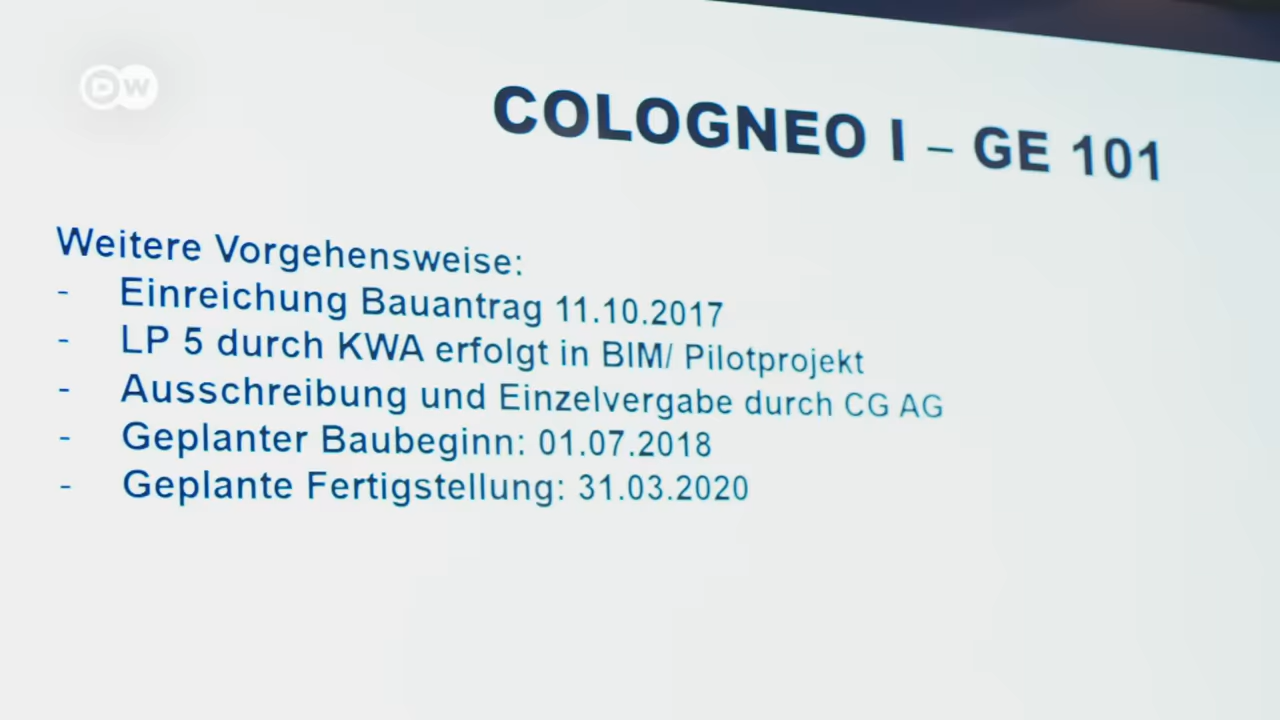 DW
COLOGNEO I – GE 101
Weitere Vorgehensweise:
- Einreichung Bauantrag 11.10.2017
- LP 5 durch KWA erfolgt in BIM/ Pilotprojekt
- Ausschreibung und Einzelvergabe durch CG AG
- Geplanter Baubeginn: 01.07.2018
- Geplante Fertigstellung: 31.03.2020